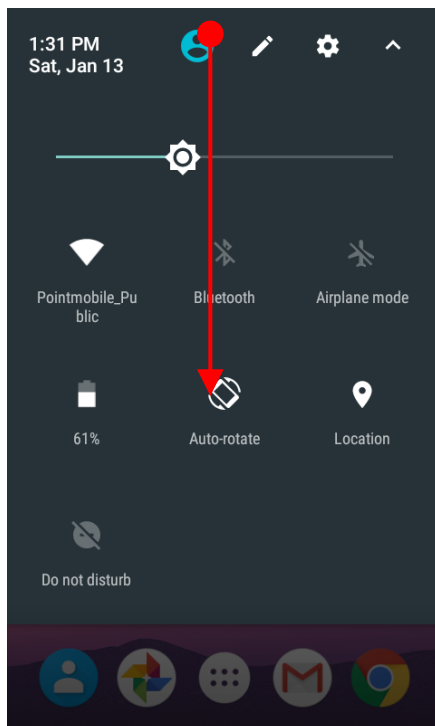 1:31 PM
Sat, Jan 13
Pointmobile_Pu
blic
Bluetooth
Airplane mode
61%
Auto-rotate
Location
Do not disturb